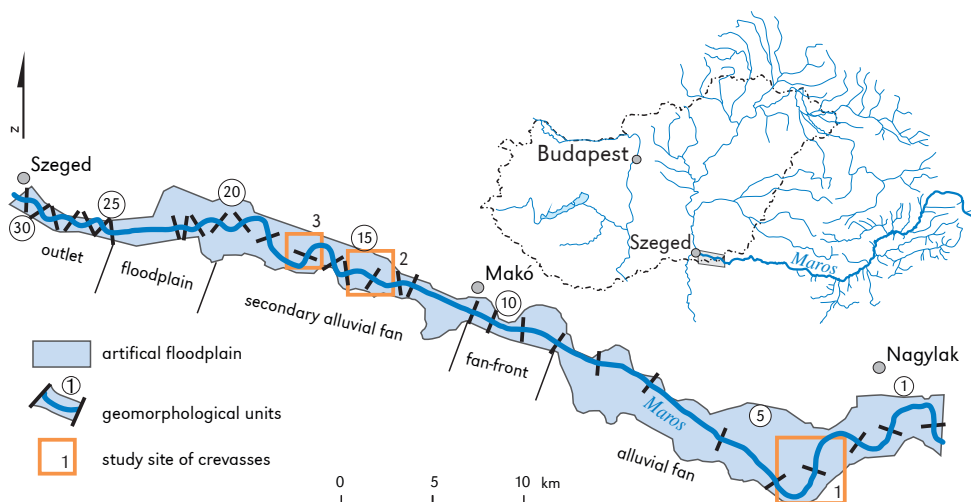 N
Szeged
30
25
20
3
15
2
outlet
floodplain
secondary alluvial fan
Makó
10
fan-front
Maros
alluvial fan
5
Nagylak
1
1
Budapest
Szeged
Maros
artifical floodplain
1
geomorphological units
1
study site of crevasses
0 5 10 km